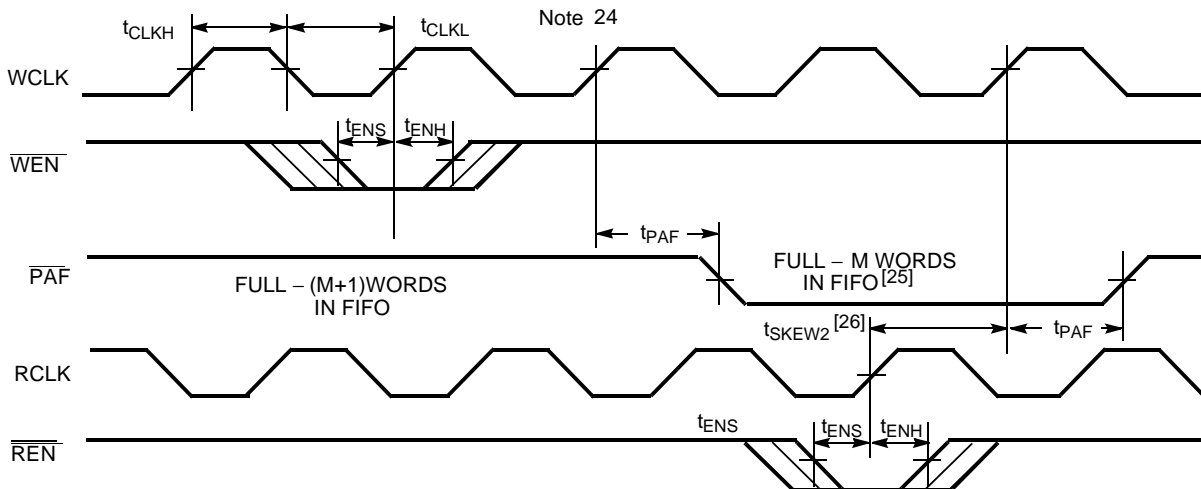 Note 24
tCLKH
tCLKL
WCLK
tENS
tENH
WEN
tPAF
PAF
FULL – (M+1)WORDS
IN FIFO
FULL – M WORDS
IN FIFO[25]
tSKEW2[26]
tPAF
RCLK
tENS
tENS
tENH
REN